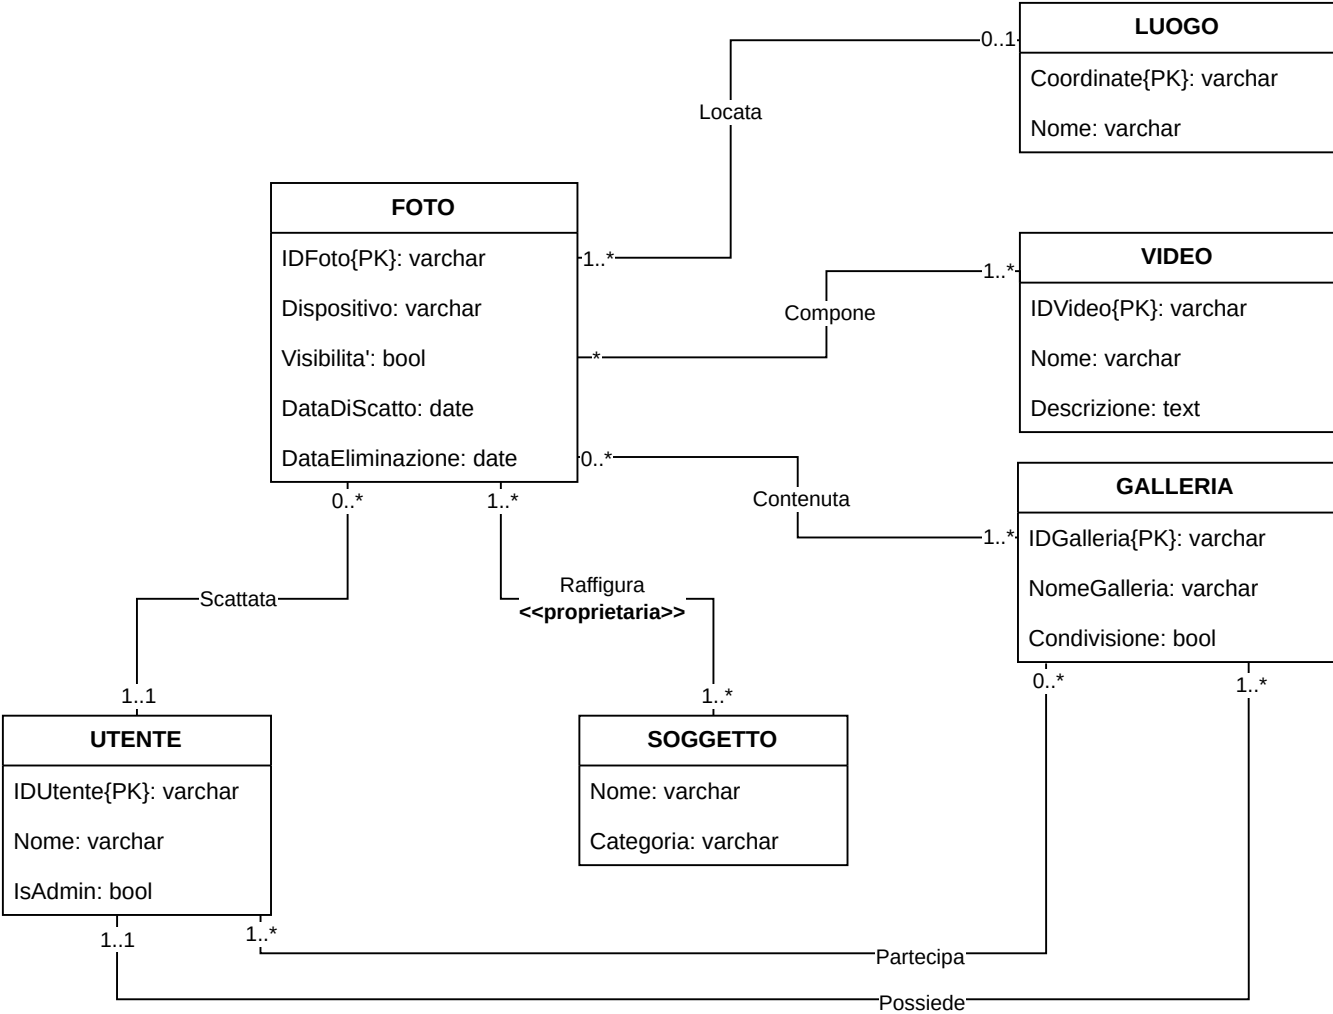 LUOGO
Coordinate{PK}: varchar
Nome: varchar
0..1
Locata
1..*
FOTO
IDFoto{PK}: varchar
Dispositivo: varchar
Visibilita': bool
DataDiScatto: date
DataEliminazione: date
VIDEO
IDVideo{PK}: varchar
Nome: varchar
Descrizione: text
1..*
Compone
*
0..*
Contenuta
1..*
GALLERIA
IDGalleria{PK}: varchar
NomeGalleria: varchar
Condivisione: bool
0..*
1..*
Scattata
Raffigura
<<proprietaria>>
0..*
1..*
1..1
1..*
UTENTE
IDUtente{PK}: varchar
Nome: varchar
IsAdmin: bool
SOGGETTO
Nome: varchar
Categoria: varchar
1..1
1..*
Partecipa
Possiede